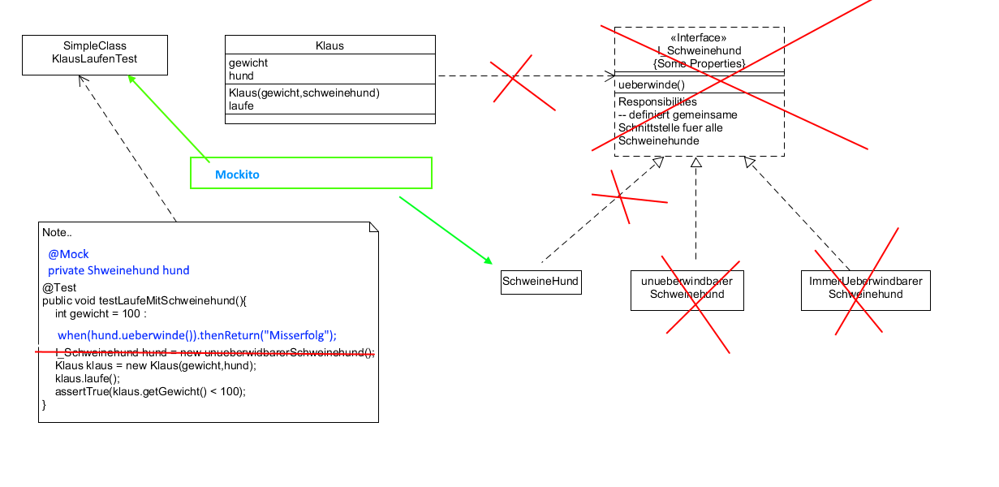 SimpleClass
KlausLaufenTest
Klaus
gewicht
hund
Klaus(gewicht,schweinehund)
laufe
«Interface»
I_Schweinehund
{Some Properties}
ueberwinde()
Responsibilities
-- definiert gemeinsame
Schnittstelle fuer alle
Schweinehunde
Mockito
Note..
@Mock
private Shweinehund hund
@Test
public void testLaufeMitSchweinehund(){
int gewicht = 100 :
when(hund.ueberwinde()).thenReturn("Misserfolg");
I_Schweinehund hund = new unueberwidbarerSchweinehund();
Klaus klaus = new Klaus(gewicht,hund);
klaus.laufe();
assertTrue(klaus.getGewicht() < 100);
}
SchweineHund
unueberwindbarer
Schweinehund
ImmerUeberwindbarer
Schweinehund